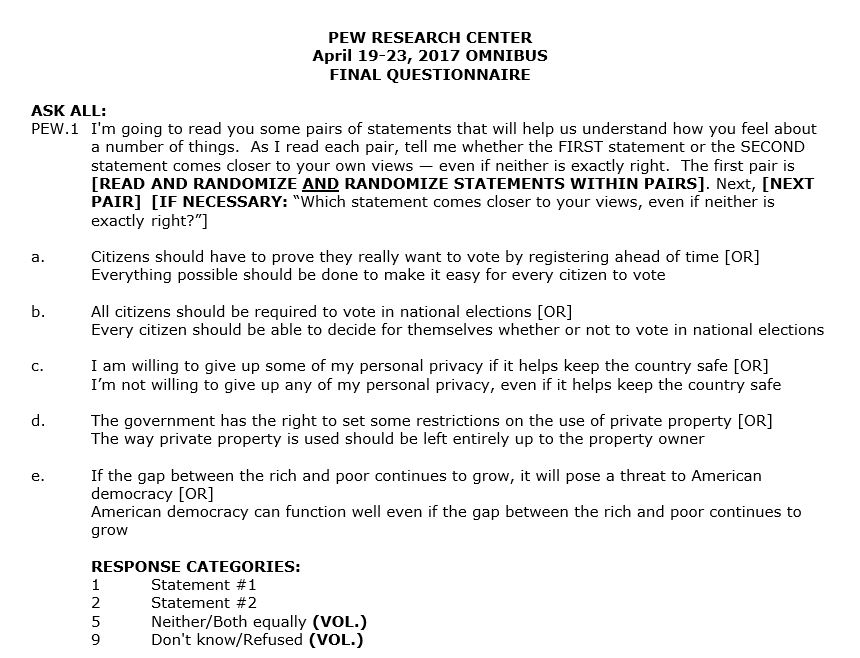 PEW RESEARCH CENTER
April 19-23, 2017 OMNIBUS
FINAL QUESTIONNAIRE
ASK ALL:
PEW.1 I'm going to read you some pairs of statements that will help us understand how you feel about
a number of things. As I read each pair, tell me whether the FIRST statement or the SECOND
statement comes closer to your own views — even if neither is exactly right. The first pair is
[READ AND RANDOMIZE AND RANDOMIZE STATEMENTS WITHIN PAIRS]. Next, [NEXT
PAIR] [IF NECESSARY: “Which statement comes closer to your views, even if neither is
exactly right?”]
a. Citizens should have to prove they really want to vote by registering ahead of time [OR]
Everything possible should be done to make it easy for every citizen to vote
b. All citizens should be required to vote in national elections [OR]
Every citizen should be able to decide for themselves whether or not to vote in national elections
c. I am willing to give up some of my personal privacy if it helps keep the country safe [OR]
I’m not willing to give up any of my personal privacy, even if it helps keep the country safe
d. The government has the right to set some restrictions on the use of private property [OR]
The way private property is used should be left entirely up to the property owner
e. If the gap between the rich and poor continues to grow, it will pose a threat to American
democracy [OR]
American democracy can function well even if the gap between the rich and poor continues to
grow
RESPONSE CATEGORIES:
1 Statement #1
2 Statement #2
5 Neither/Both equally (VOL.)
9 Don't know/Refused (VOL.)